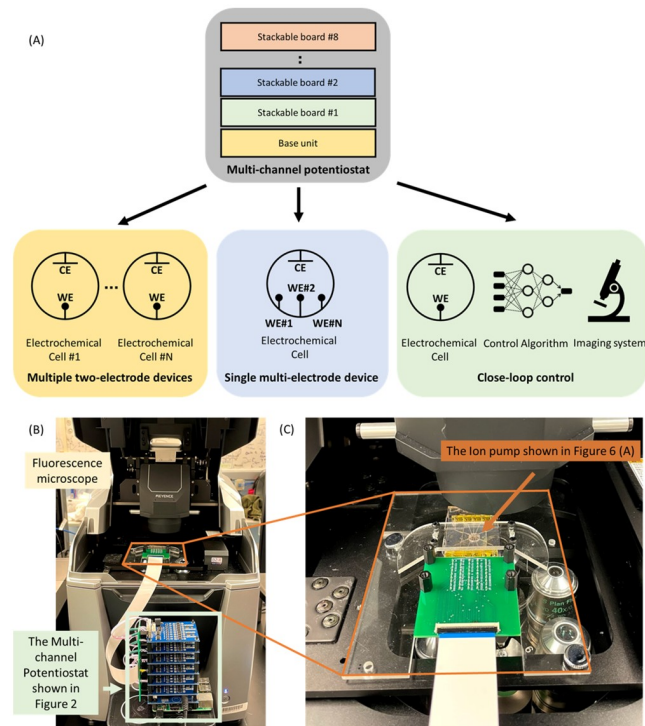 (A)
Stackable board #8
:
Stackable board #2
Stackable board #1
Base unit
Multi-channel potentiostat
CE
WE
...
CE
WE
Electrochemical
Cell #1
Electrochemical
Cell #N
Multiple two-electrode devices
CE
WE#2
WE#1
WE#N
Electrochemical
Cell
Single multi-electrode device
CE
WE
Electrochemical
Cell
Control Algorithm
Imaging system
Close-loop control
(B)
Fluorescence
microscope
KEYENCE
The Multi-
channel
Potentiostat
shown in
Figure 2
(C)
The Ion pump shown in Figure 6 (A)
Plan
40x